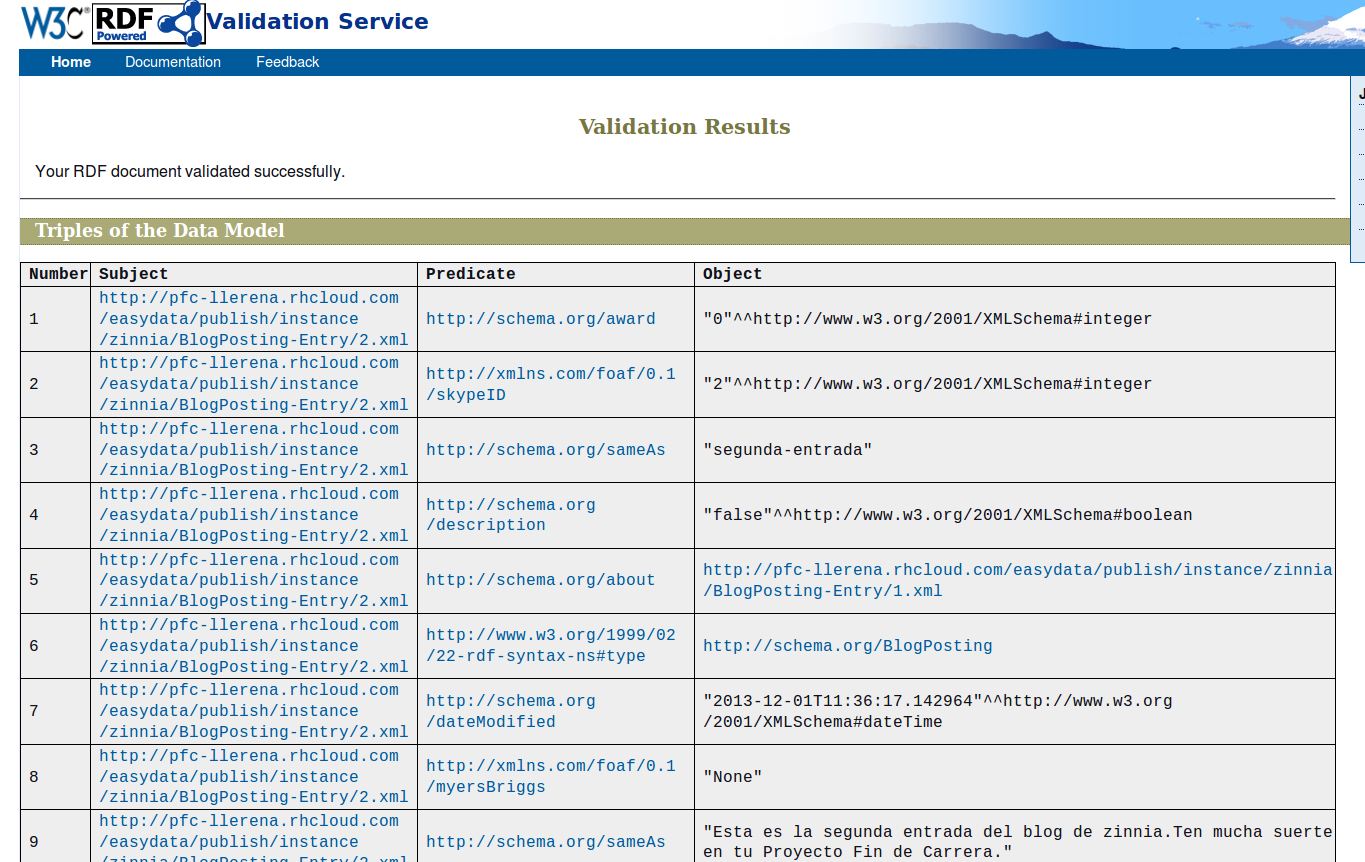 W3C® RDF Powered Validation Service
Home Documentation Feedback
J
Validation Results
Your RDF document validated successfully.
Triples of the Data Model
Number Subject Predicate Object
1
http://pfc-llerena.rhcloud.com
/easydata/publish/instance
/zinnia/BlogPosting-Entry/2.xml
http://schema.org/award
"0"^^http://www.w3.org/2001/XMLSchema#integer
2
http://pfc-llerena.rhcloud.com
/easydata/publish/instance
/zinnia/BlogPosting-Entry/2.xml
http://xmlns.com/foaf/0.1
/skypeID
"2"^^http://www.w3.org/2001/XMLSchema#integer
3
http://pfc-llerena.rhcloud.com
/easydata/publish/instance
/zinnia/BlogPosting-Entry/2.xml
http://schema.org/sameAs
"segunda-entrada"
4
http://pfc-llerena.rhcloud.com
/easydata/publish/instance
/zinnia/BlogPosting-Entry/2.xml
http://schema.org
/description
"false"^^http://www.w3.org/2001/XMLSchema#boolean
5
http://pfc-llerena.rhcloud.com
/easydata/publish/instance
/zinnia/BlogPosting-Entry/2.xml
http://schema.org/about
http://pfc-llerena.rhcloud.com/easydata/publish/instance/zinnia
/BlogPosting-Entry/1.xml
6
http://pfc-llerena.rhcloud.com
/easydata/publish/instance
/zinnia/BlogPosting-Entry/2.xml
http://www.w3.org/1999/02
/22-rdf-syntax-ns#type
http://schema.org/BlogPosting
7
http://pfc-llerena.rhcloud.com
/easydata/publish/instance
/zinnia/BlogPosting-Entry/2.xml
http://schema.org
/dateModified
"2013-12-01T11:36:17.142964"^^http://www.w3.org
/2001/XMLSchema#dateTime
8
http://pfc-llerena.rhcloud.com
/easydata/publish/instance
/zinnia/BlogPosting-Entry/2.xml
http://xmlns.com/foaf/0.1
/myersBriggs
"None"
9
http://pfc-llerena.rhcloud.com
/easydata/publish/instance
/zinnia/BlogPosting-Entry/2.xml
http://schema.org/sameAs
"Esta es la segunda entrada del blog de zinnia.Ten mucha suerte
en tu Proyecto Fin de Carrera."